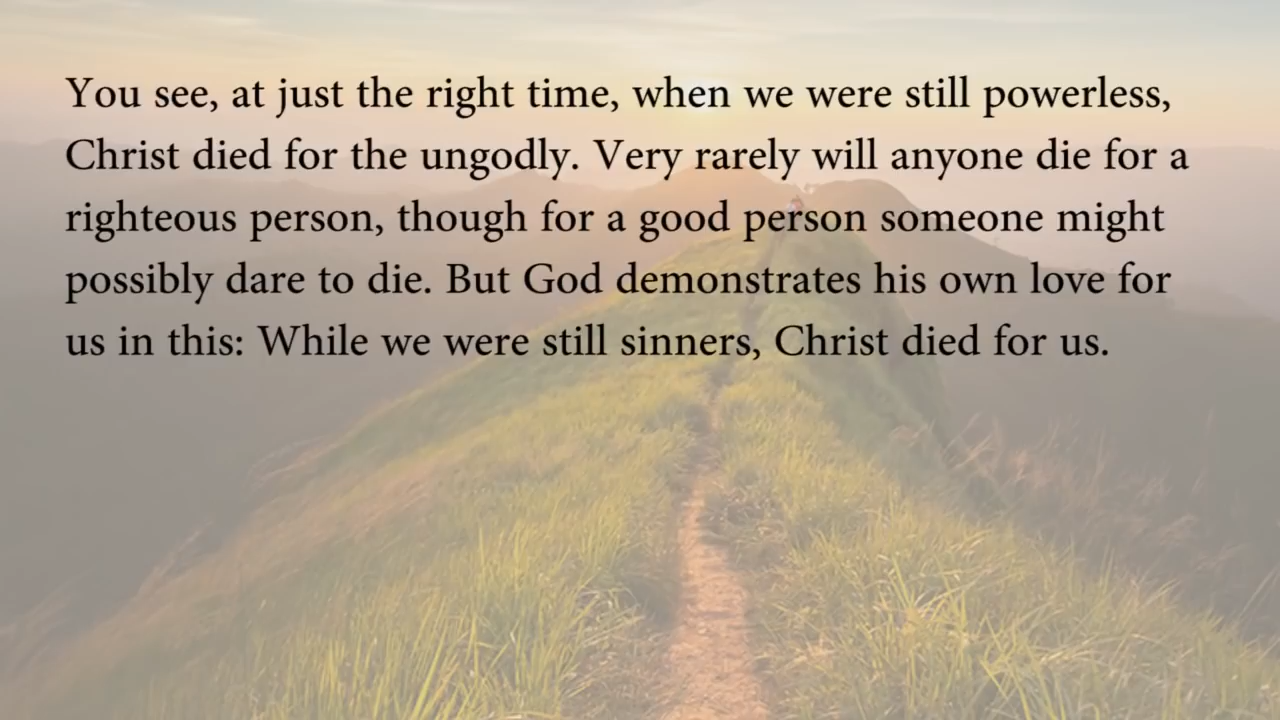 You see, at just the right time, when we were still powerless,
Christ died for the ungodly. Very rarely will anyone die for a
righteous person, though for a good person someone might
possibly dare to die. But God demonstrates his own love for
us in this: While we were still sinners, Christ died for us.